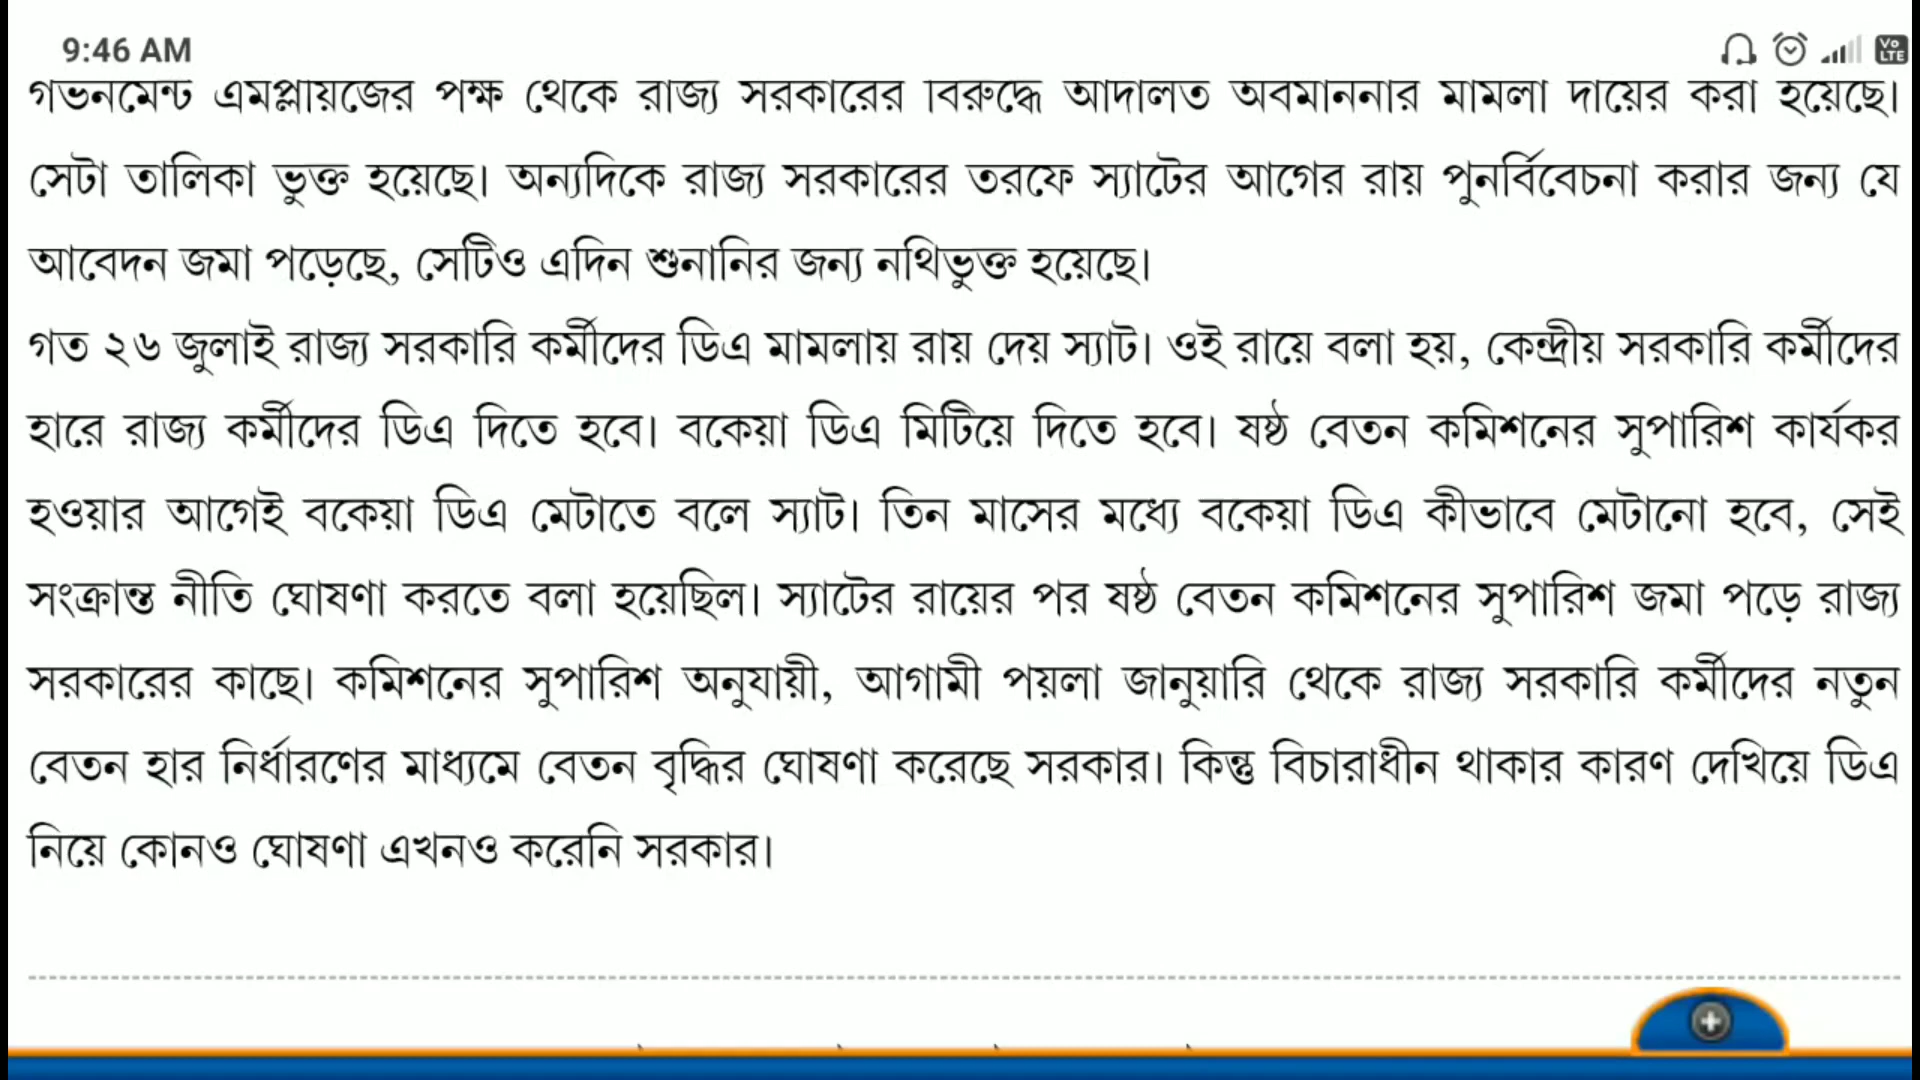 9:46 AM
Vo LTE
গভনমেন্ট এমপ্লায়জের পক্ষ থেকে রাজ্য সরকারের বিরুদ্ধে আদালত অবমাননার মামলা দায়ের করা হয়েছে।
সেটা তালিকা ভুক্ত হয়েছে। অন্যদিকে রাজ্য সরকারের তরফে স্যাটের আগের রায় পুনর্বিবেচনা করার জন্য যে
আবেদন জমা পড়েছে, সেটিও এদিন শুনানির জন্য নথিভুক্ত হয়েছে।
গত ২৬ জুলাই রাজ্য সরকারি কর্মীদের ডিএ মামলায় রায় দেয় স্যাট। ওই রায়ে বলা হয়, কেন্দ্রীয় সরকারি কর্মীদের
হারে রাজ্য কর্মীদের ডিএ দিতে হবে। বকেয়া ডিএ মিটিয়ে দিতে হবে। ষষ্ঠ বেতন কমিশনের সুপারিশ কার্যকর
হওয়ার আগেই বকেয়া ডিএ মেটাতে বলে স্যাট। তিন মাসের মধ্যে বকেয়া ডিএ কীভাবে মেটানো হবে, সেই
সংক্রান্ত নীতি ঘোষণা করতে বলা হয়েছিল। স্যাটের রায়ের পর ষষ্ঠ বেতন কমিশনের সুপারিশ জমা পড়ে রাজ্য
সরকারের কাছে। কমিশনের সুপারিশ অনুযায়ী, আগামী পয়লা জানুয়ারি থেকে রাজ্য সরকারি কর্মীদের নতুন
বেতন হার নির্ধারণের মাধ্যমে বেতন বৃদ্ধির ঘোষণা করেছে সরকার। কিন্তু বিচারাধীন থাকার কারণ দেখিয়ে ডিএ
নিয়ে কোনও ঘোষণা এখনও করেনি সরকার।